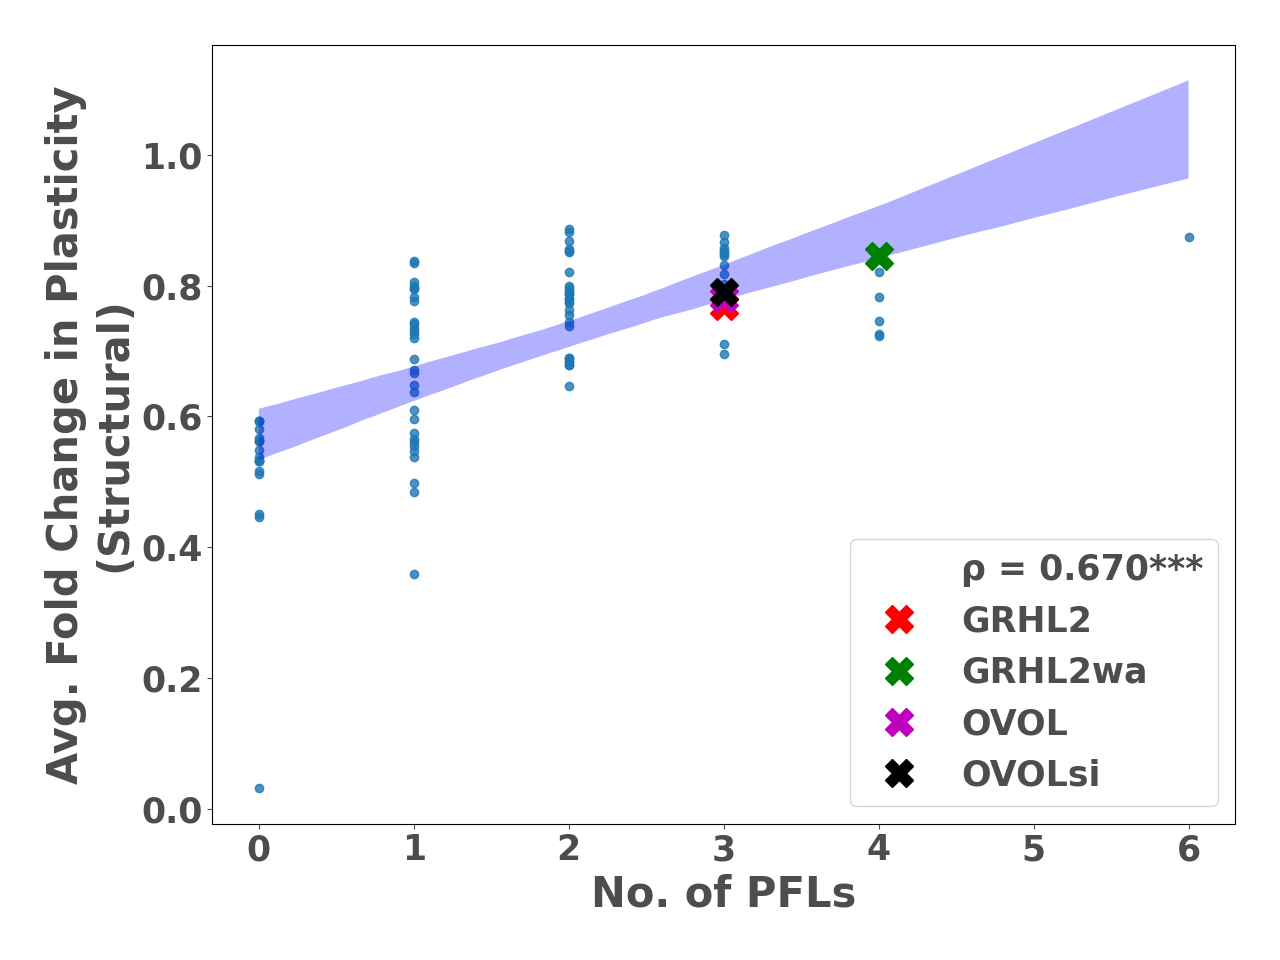 Avg. Fold Change in Plasticity
(Structural)
1.0
0.8
0.6
0.4
0.2
0.0
0 1 2 3 4 5 6
No. of PFLs
ρ = 0.670***
GRHL2
GRHL2wa
OVOL
OVOLsi